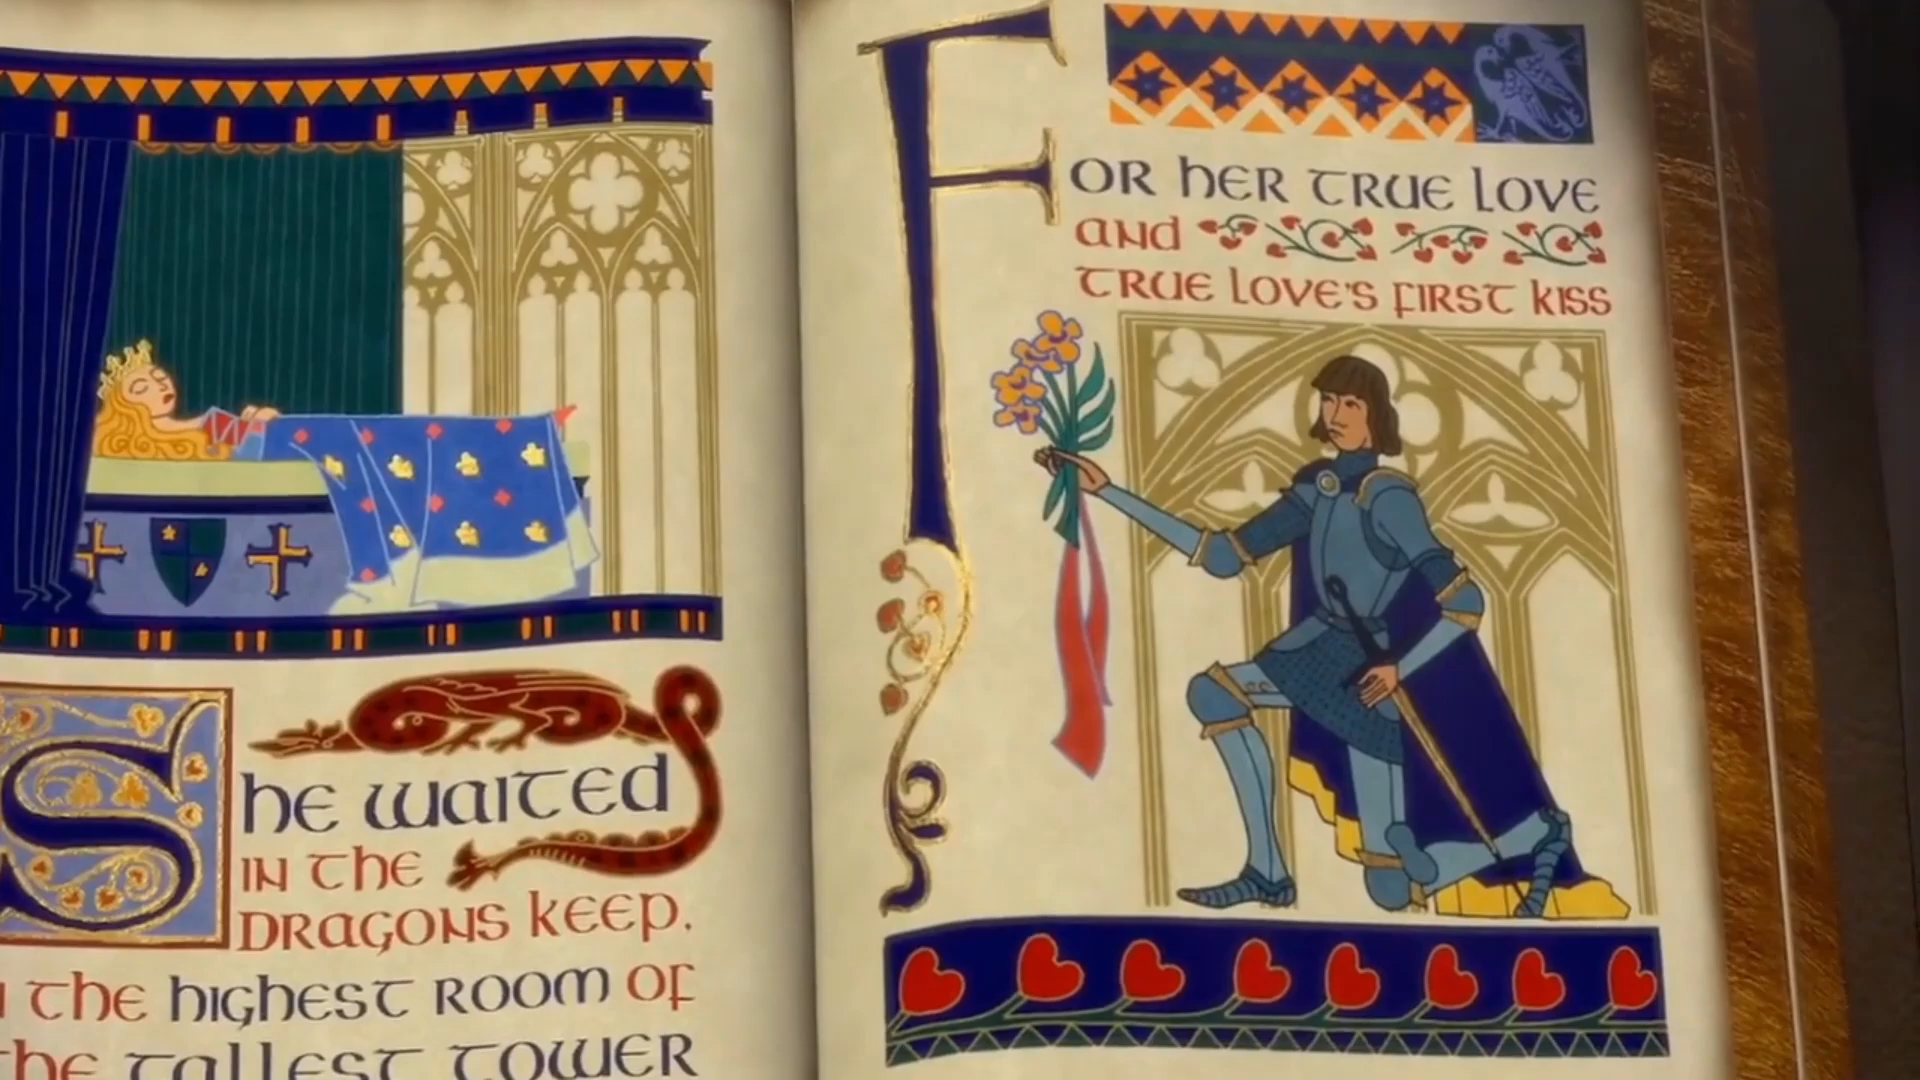 She waited
in the
dragons keep.
n the highest room of
the tallest tower
For her true love
and
true love's first kiss